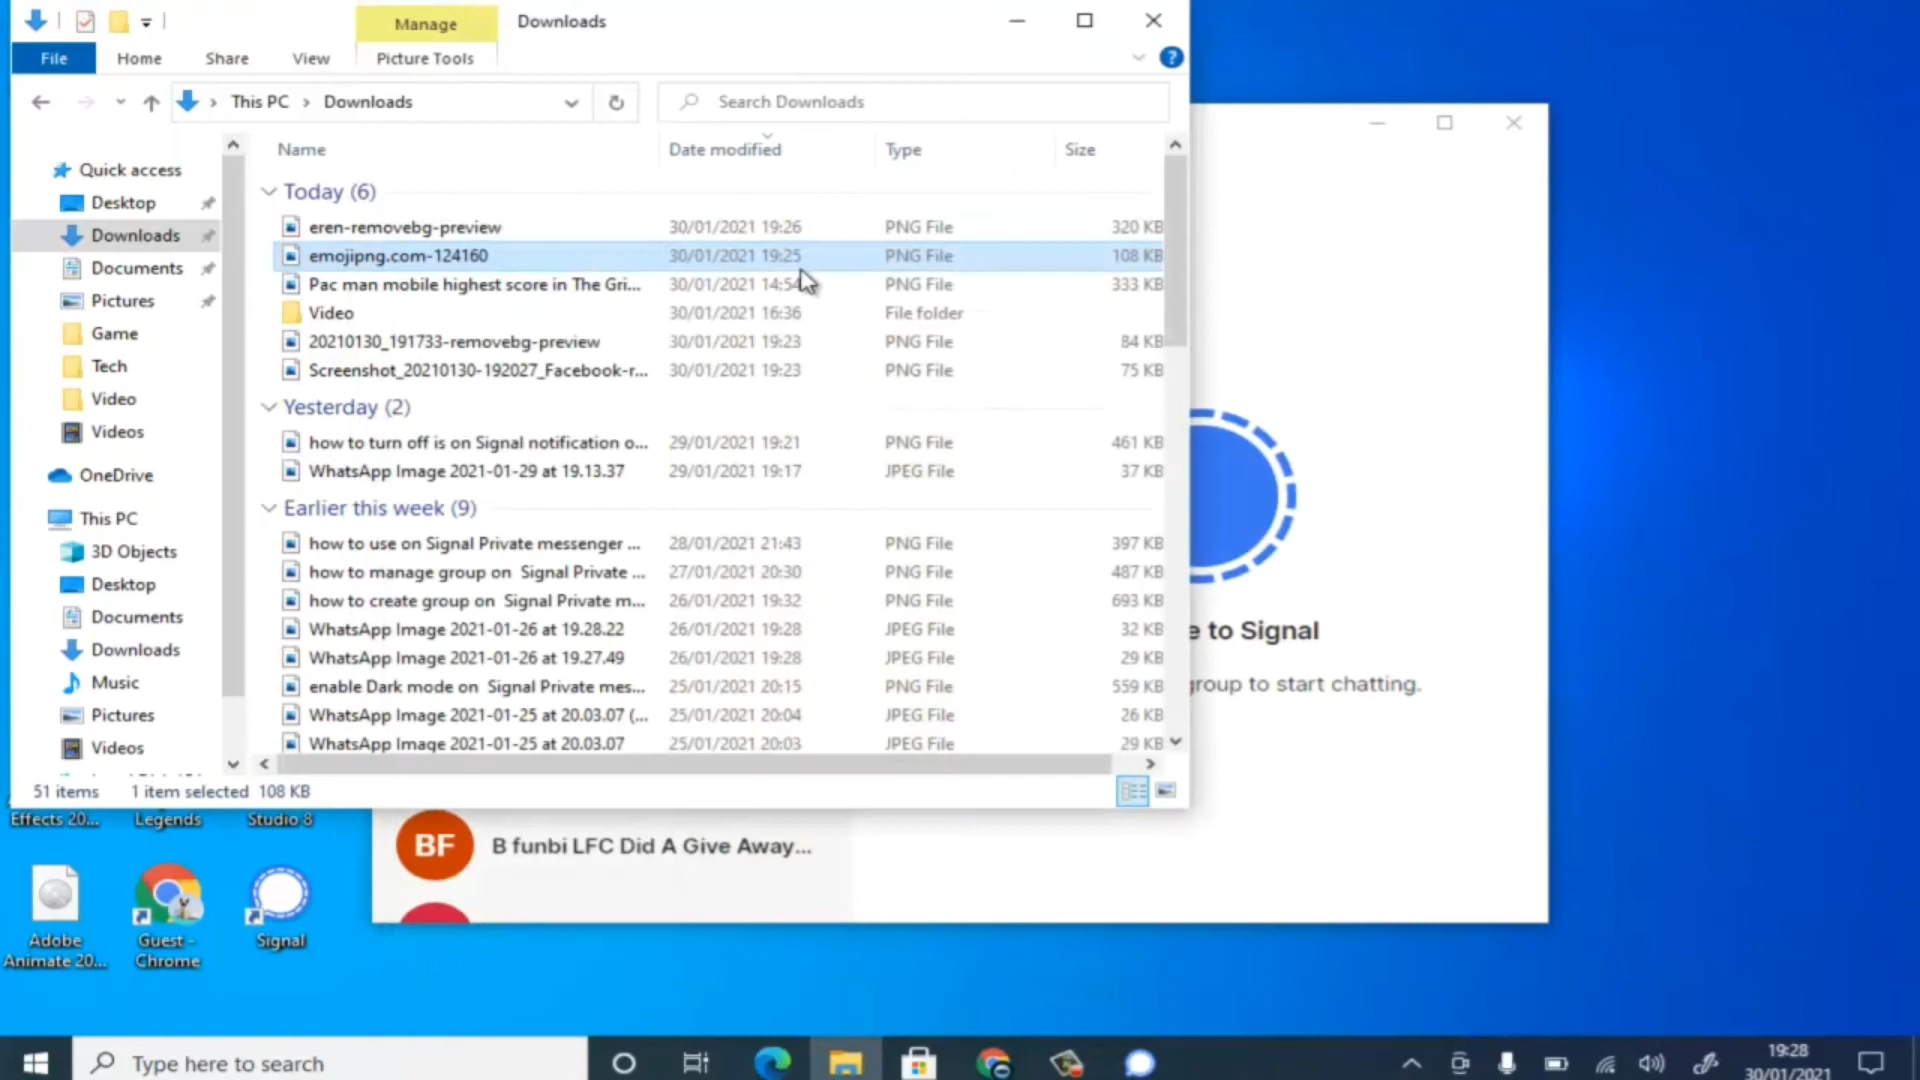 Manage
Downloads
File
Home
Share
View
Picture Tools
This PC
Downloads
Search Downloads
Name
Date modified
Type
Size
Quick access
Desktop
Downloads
Documents
Pictures
Game
Tech
Video
Videos
OneDrive
This PC
3D Objects
Desktop
Documents
Downloads
Music
Pictures
Videos
Today (6)
eren-removebg-preview 30/01/2021 19:26 PNG File 320 KB
emojipng.com-124160 30/01/2021 19:25 PNG File 108 KB
Pac man mobile highest score in The Gri... 30/01/2021 14:54 PNG File 333 KB
Video 30/01/2021 16:36 File folder
20210130_191733-removebg-preview 30/01/2021 19:23 PNG File 84 KB
Screenshot_20210130-192027_Facebook-r... 30/01/2021 19:23 PNG File 75 KB
Yesterday (2)
how to turn off is on Signal notification o... 29/01/2021 19:21 PNG File 461 KB
WhatsApp Image 2021-01-29 at 19.13.37 29/01/2021 19:17 JPEG File 37 KB
Earlier this week (9)
how to use on Signal Private messenger ... 28/01/2021 21:43 PNG File 397 KB
how to manage group on Signal Private ... 27/01/2021 20:30 PNG File 487 KB
how to create group on Signal Private m... 26/01/2021 19:32 PNG File 693 KB
WhatsApp Image 2021-01-26 at 19.28.22 26/01/2021 19:28 JPEG File 32 KB
WhatsApp Image 2021-01-26 at 19.27.49 26/01/2021 19:28 JPEG File 29 KB
enable Dark mode on Signal Private mes... 25/01/2021 20:15 PNG File 559 KB
WhatsApp Image 2021-01-25 at 20.03.07 (... 25/01/2021 20:04 JPEG File 26 KB
WhatsApp Image 2021-01-25 at 20.03.07 25/01/2021 20:03 JPEG File 29 KB
51 items 1 item selected 108 KB
e to Signal
group to start chatting.
BF
B funbi LFC Did A Give Away...
Effects 20...
Legends
Studio 8
Adobe
Animate 20...
Guest -
Chrome
Signal
Type here to search
19:28
30/01/2021